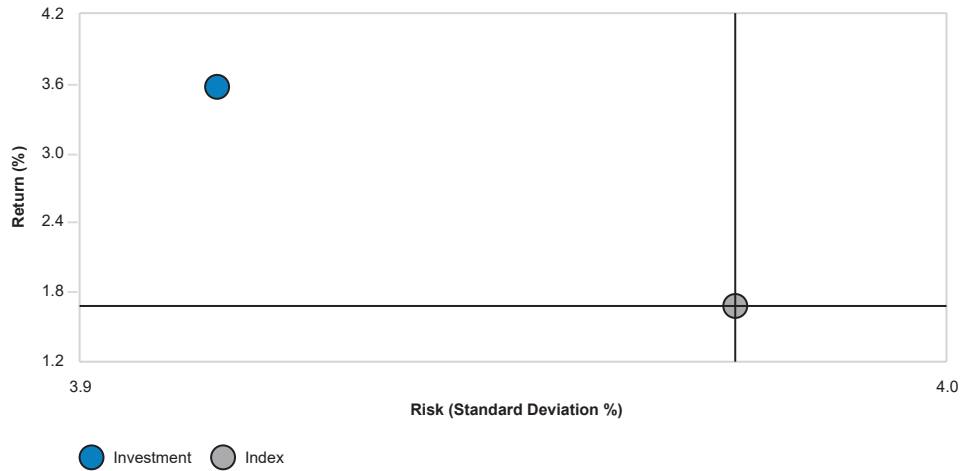 4.2
3.6
3.0
2.4
1.8
1.2
Return (%)
3.9
4.0
Risk (Standard Deviation %)
Investment
Index